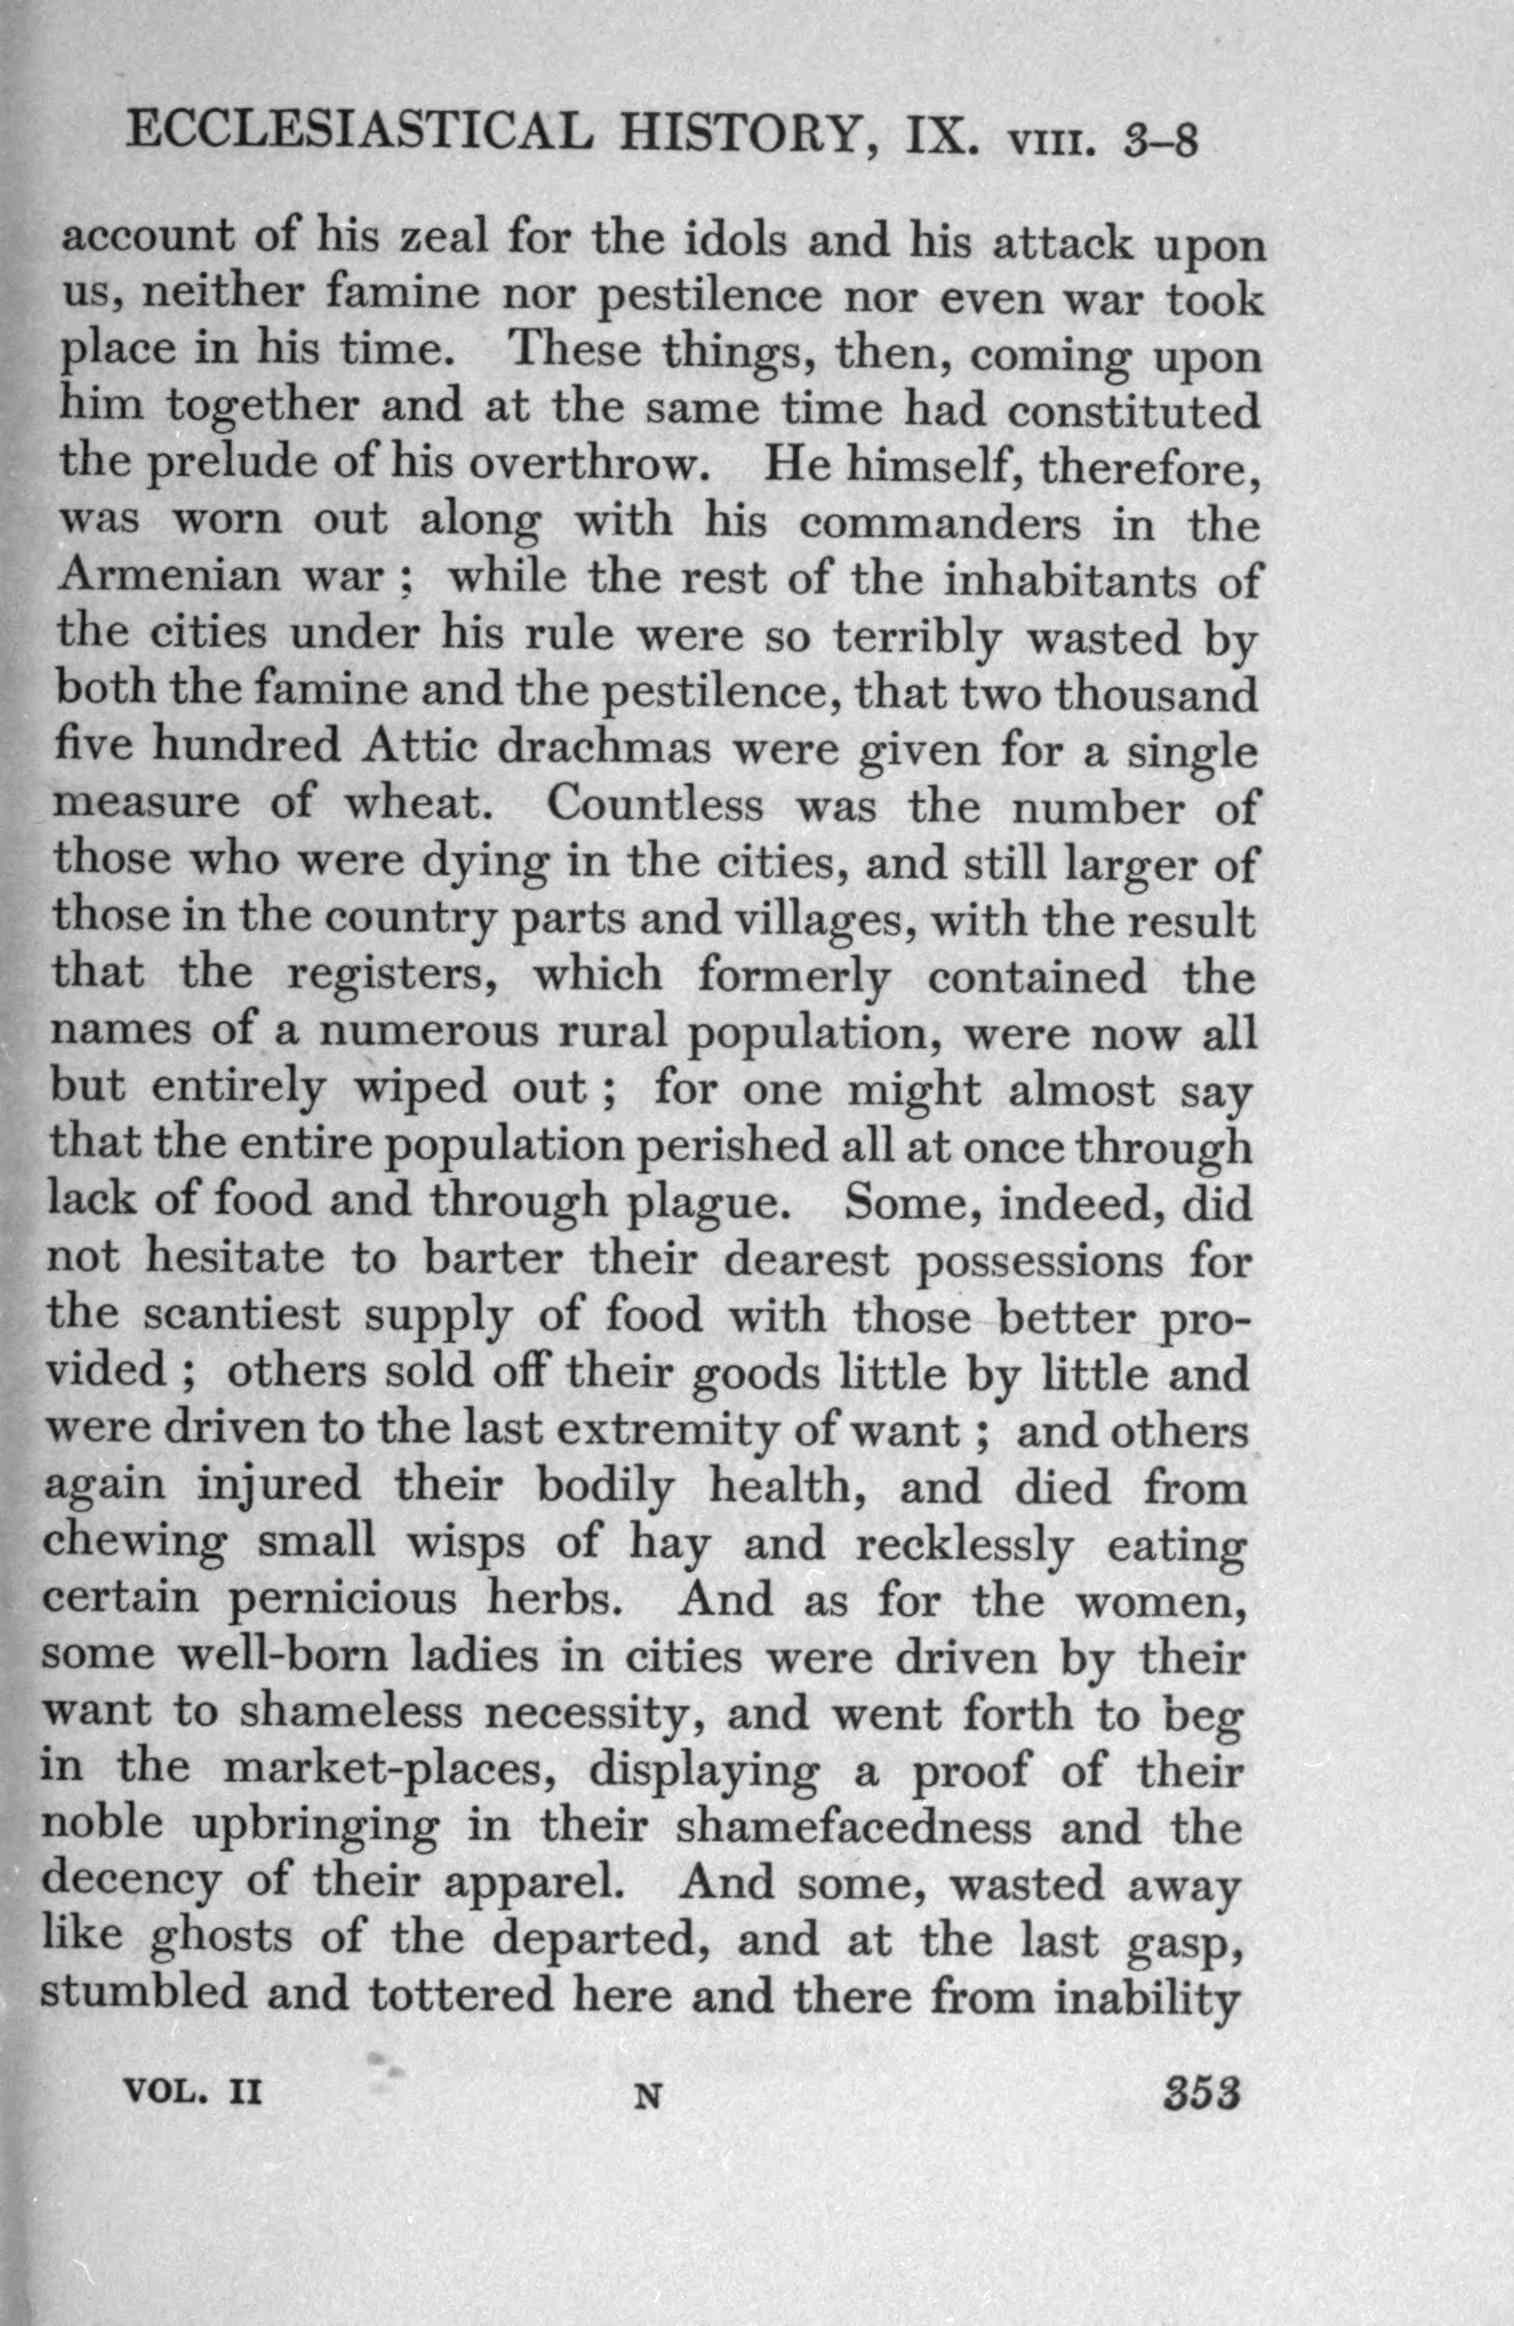 ECCLESIASTICAL HISTORY, IX. VIII. 3–8
account of his zeal for the idols and his attack upon
us, neither famine nor pestilence nor even war took
place in his time. These things, then, coming upon
him together and at the same time had constituted
the prelude of his overthrow. He himself, therefore,
was worn out along with his commanders in the
Armenian war ; while the rest of the inhabitants of
the cities under his rule were so terribly wasted by
both the famine and the pestilence, that two thousand
five hundred Attic drachmas were given for a single
measure of wheat. Countless was the number of
those who were dying in the cities, and still larger of
those in the country parts and villages, with the result
that the registers, which formerly contained the
names of a numerous rural population, were now all
but entirely wiped out ; for one might almost say
that the entire population perished all at once through
lack of food and through plague. Some, indeed, did
not hesitate to barter their dearest possessions for
the scantiest supply of food with those better pro-
vided ; others sold off their goods little by little and
were driven to the last extremity of want ; and others
again injured their bodily health, and died from
chewing small wisps of hay and recklessly eating
certain pernicious herbs. And as for the women,
some well-born ladies in cities were driven by their
want to shameless necessity, and went forth to beg
in the market-places, displaying a proof of their
noble upbringing in their shamefacedness and the
decency of their apparel. And some, wasted away
like ghosts of the departed, and at the last gasp,
stumbled and tottered here and there from inability
VOL. II N 353